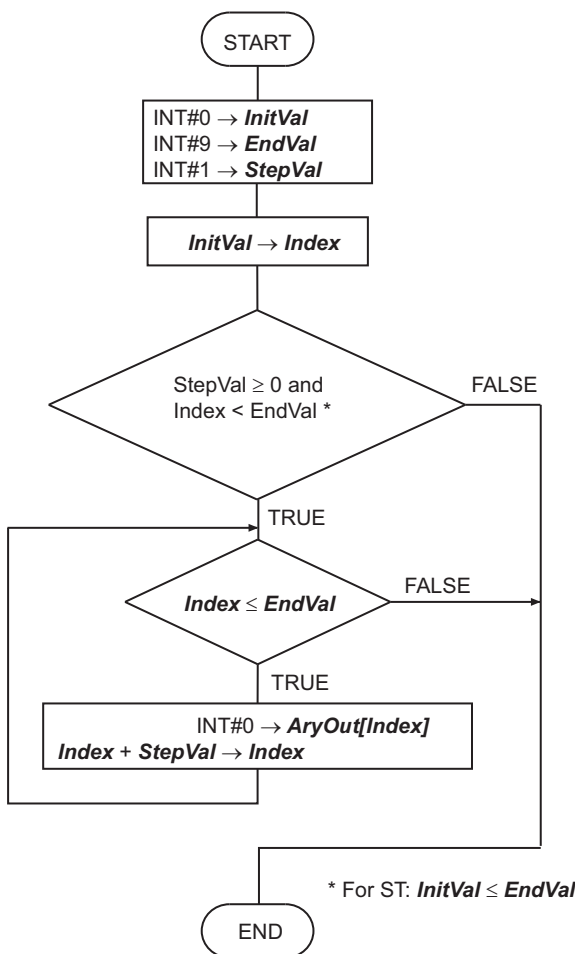 START
INT#0 → InitVal
INT#9 → EndVal
INT#1 → StepVal
InitVal → Index
StepVal ≥ 0 and
Index < EndVal *
FALSE
TRUE
Index ≤ EndVal
FALSE
TRUE
INT#0 → AryOut[Index]
Index + StepVal → Index
* For ST: InitVal ≤ EndVal
END